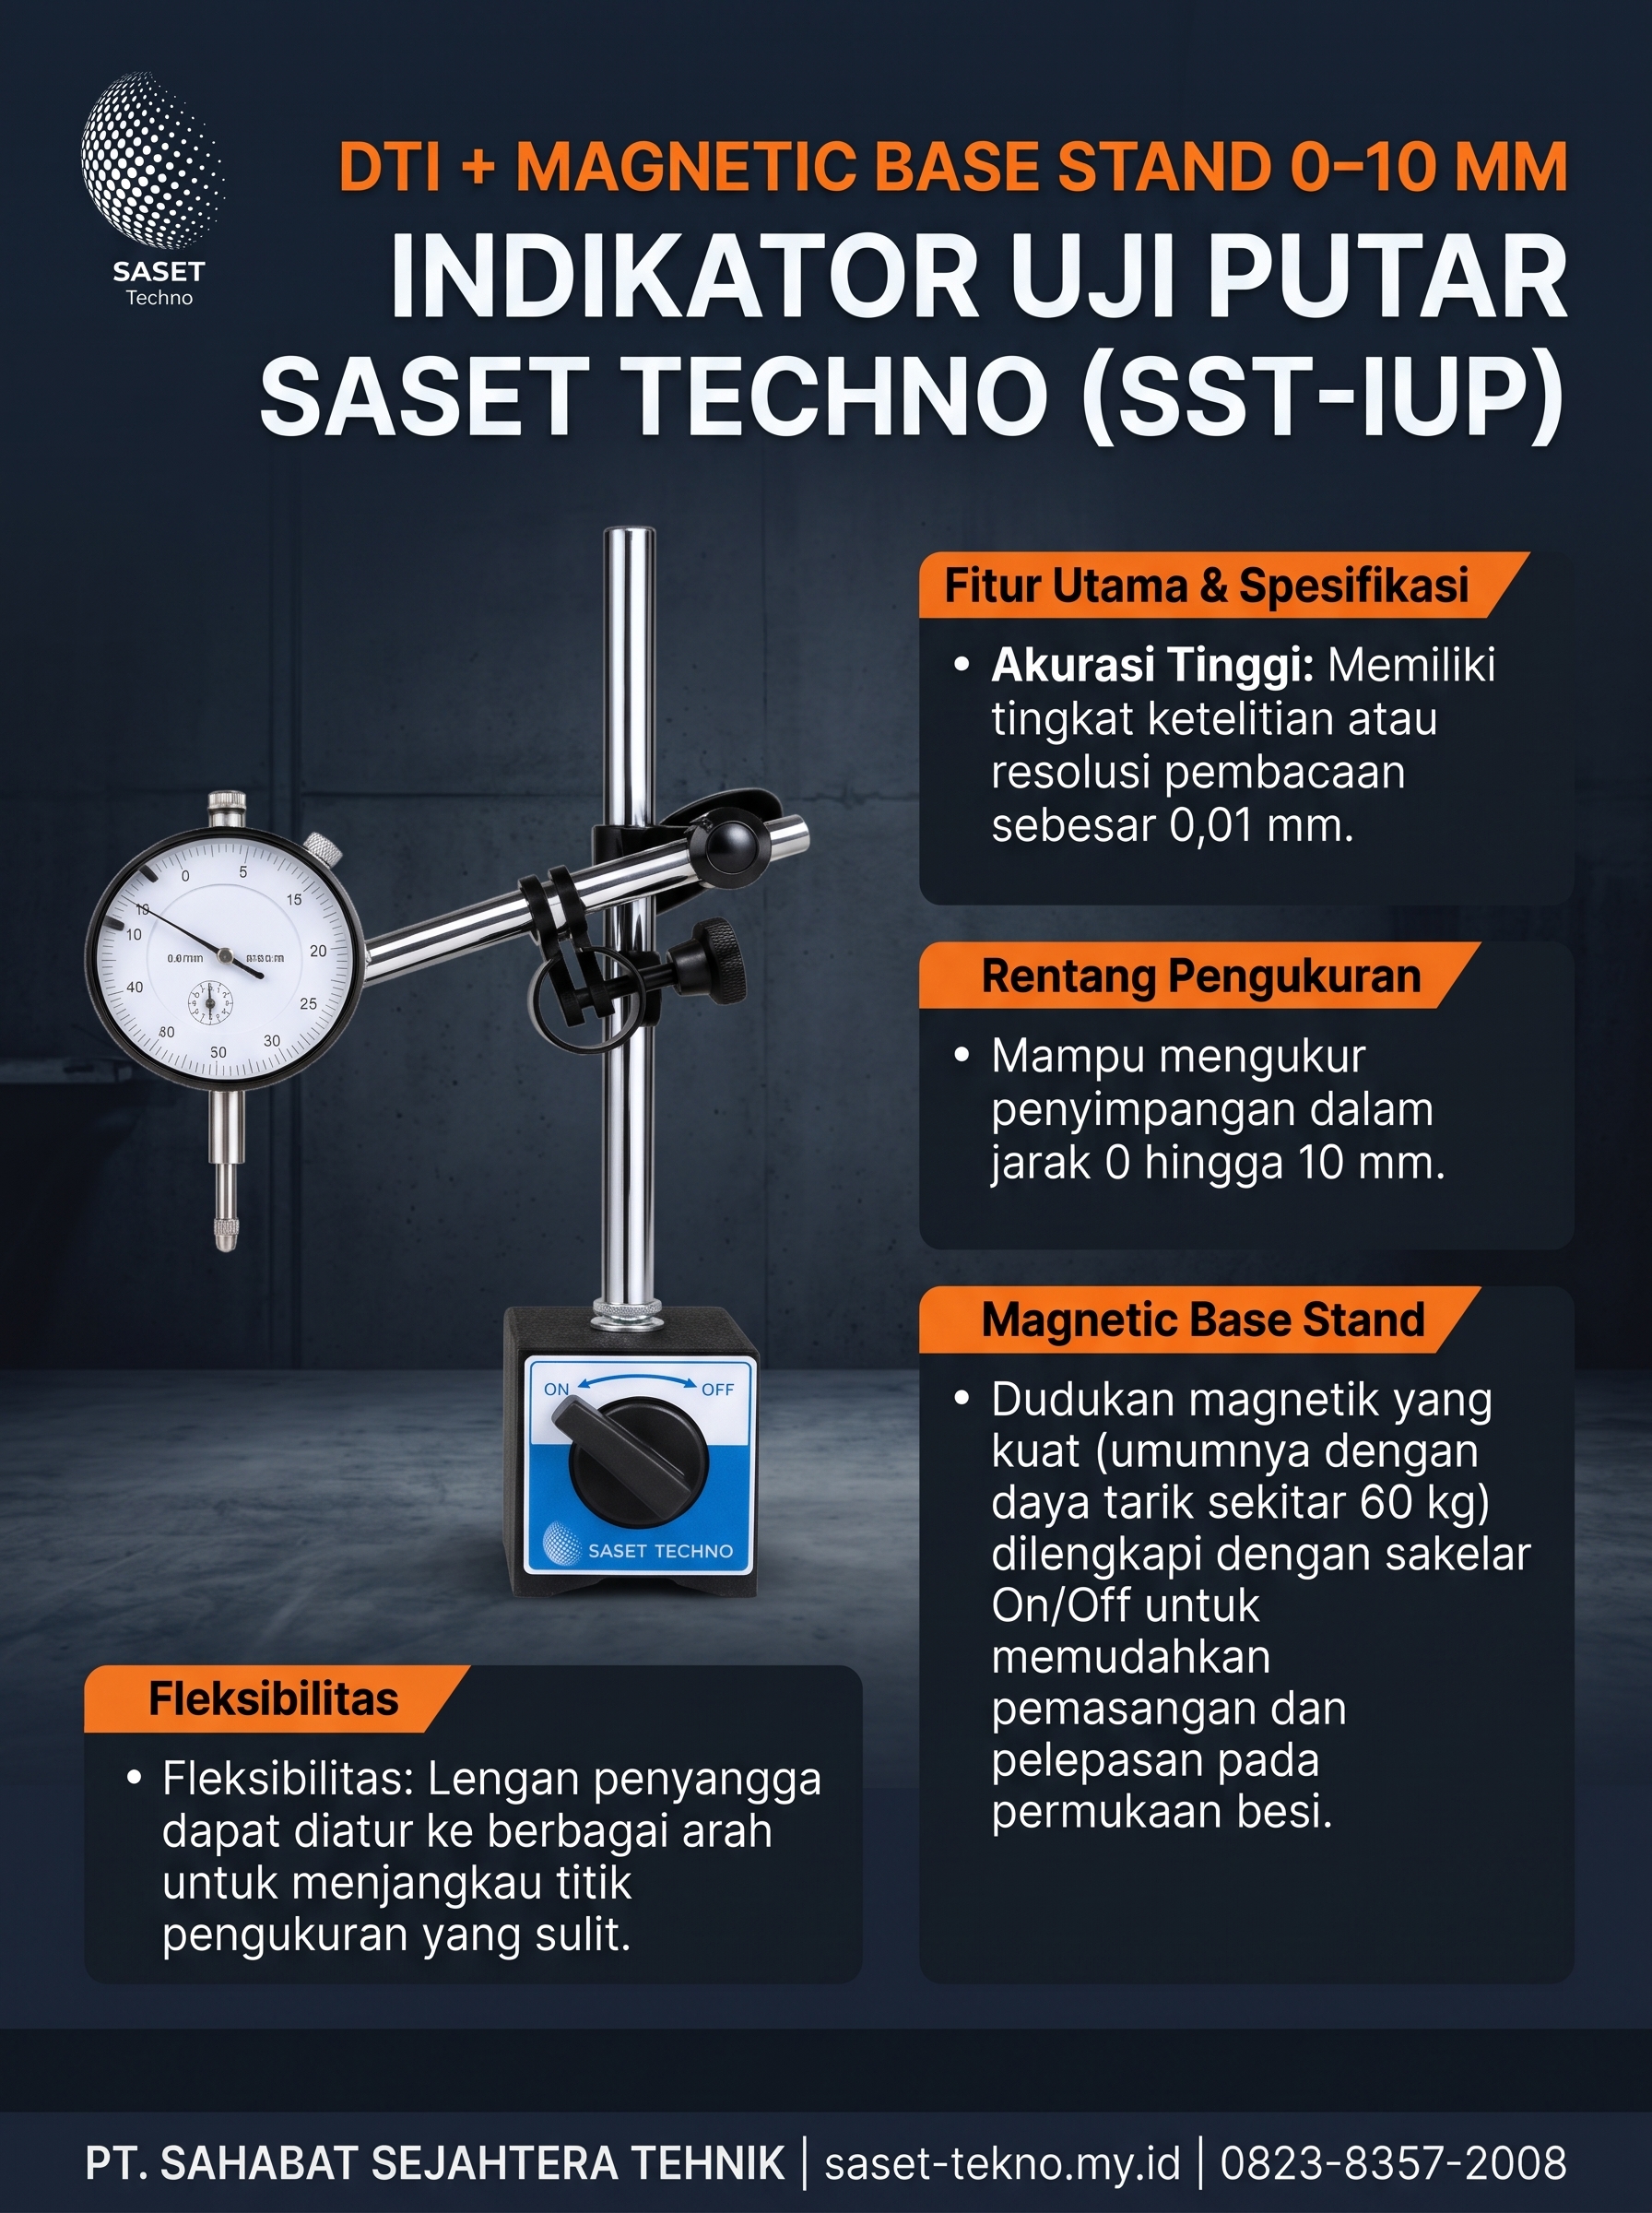 SASET
Techno
DTI + MAGNETIC BASE STAND 0–10 MM
INDIKATOR UJI PUTAR
SASET TECHNO (SST-IUP)
Fitur Utama & Spesifikasi
• Akurasi Tinggi: Memiliki
tingkat ketelitian atau
resolusi pembacaan
sebesar 0,01 mm.
0
5
15
10
10
20
40
25
80
30
50
Rentang Pengukuran
• Mampu mengukur
penyimpangan dalam
jarak 0 hingga 10 mm.
Magnetic Base Stand
• Dudukan magnetik yang
kuat (umumnya dengan
daya tarik sekitar 60 kg)
dilengkapi dengan sakelar
On/Off untuk
memudahkan
pemasangan dan
pelepasan pada
permukaan besi.
ON
OFF
SASET TECHNO
Fleksibilitas
• Fleksibilitas: Lengan penyangga
dapat diatur ke berbagai arah
untuk menjangkau titik
pengukuran yang sulit.
PT. SAHABAT SEJAHTERA TEHNIK | saset-tekno.my.id | 0823-8357-2008